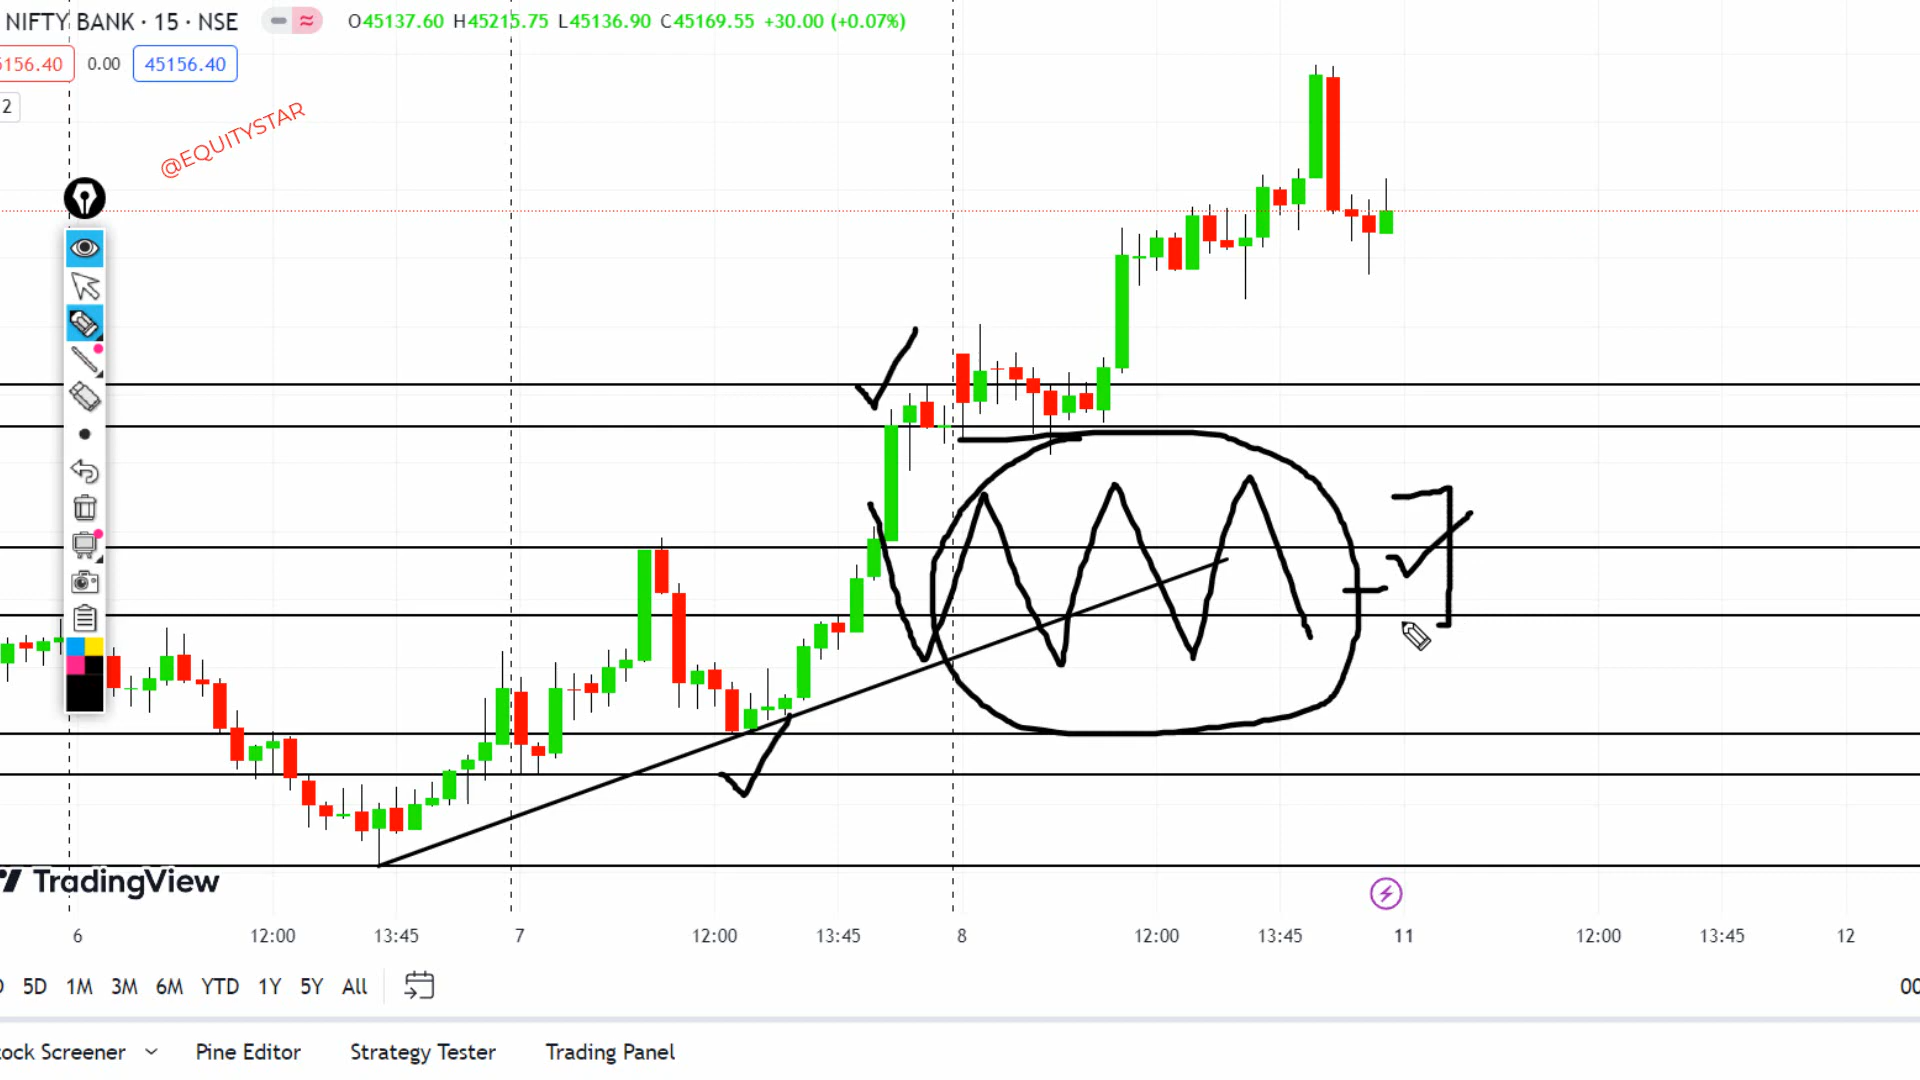 NIFTY BANK · 15 · NSE O45137.60 H45215.75 L45136.90 C45169.55 +30.00 (+0.07%)
5156.40 0.00 45156.40
2
@EQUITYSTAR
TradingView
6 12:00 13:45 7 12:00 13:45 8 12:00 13:45 11 12:00 13:45 12
5D 1M 3M 6M YTD 1Y 5Y All 00
tock Screener Pine Editor Strategy Tester Trading Panel